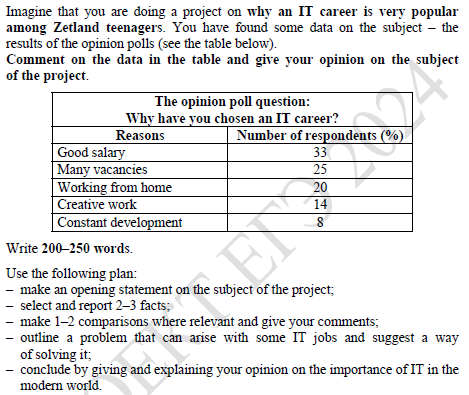 Imagine that you are doing a project on why an IT career is very popular
among Zetland teenagers. You have found some data on the subject – the
results of the opinion polls (see the table below).
Comment on the data in the table and give your opinion on the subject
of the project.
The opinion poll question:
Why have you chosen an IT career?
Reasons Number of respondents (%)
Good salary 33
Many vacancies 25
Working from home 20
Creative work 14
Constant development 8
Write 200–250 words.
Use the following plan:
– make an opening statement on the subject of the project;
– select and report 2–3 facts;
– make 1–2 comparisons where relevant and give your comments;
– outline a problem that can arise with some IT jobs and suggest a way
of solving it;
– conclude by giving and explaining your opinion on the importance of IT in the
modern world.
ЕКТ ЕГЭ 2024